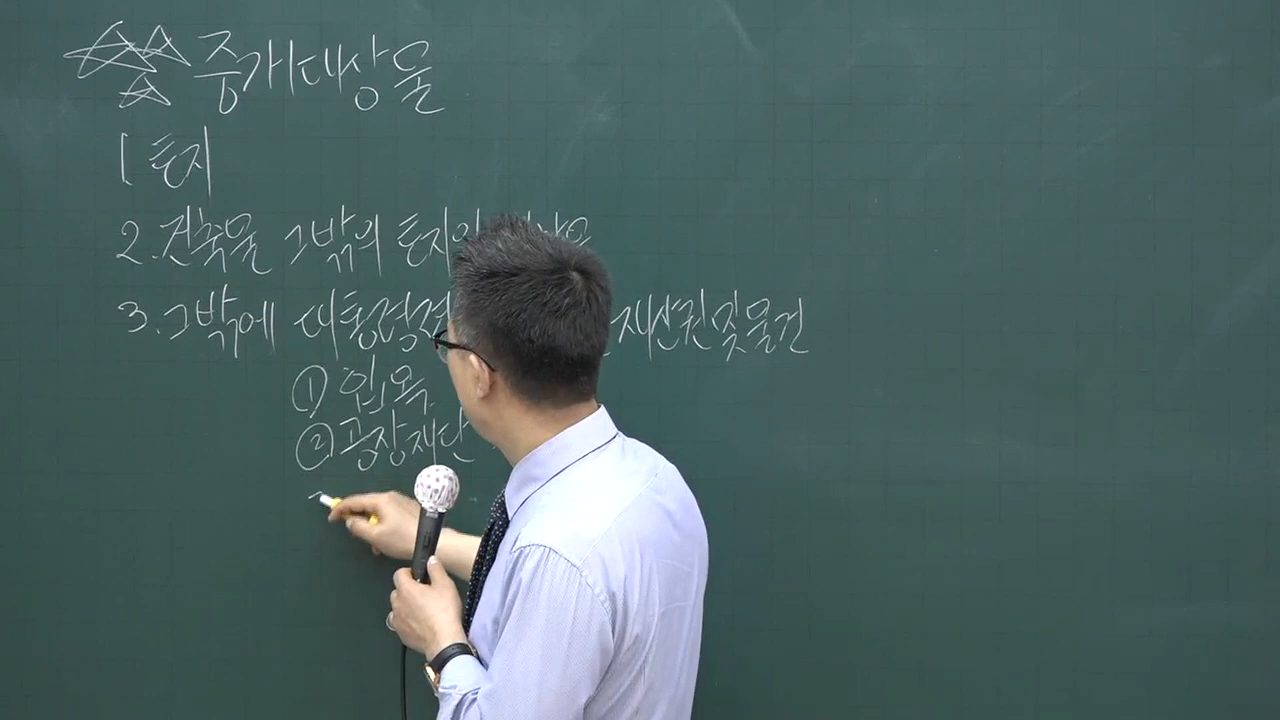 중개대상물
1 토지
2. 건축물 그밖의 토지의
3. 그밖에 대통령 재산권 및 물건
① 입목
② 공장재단